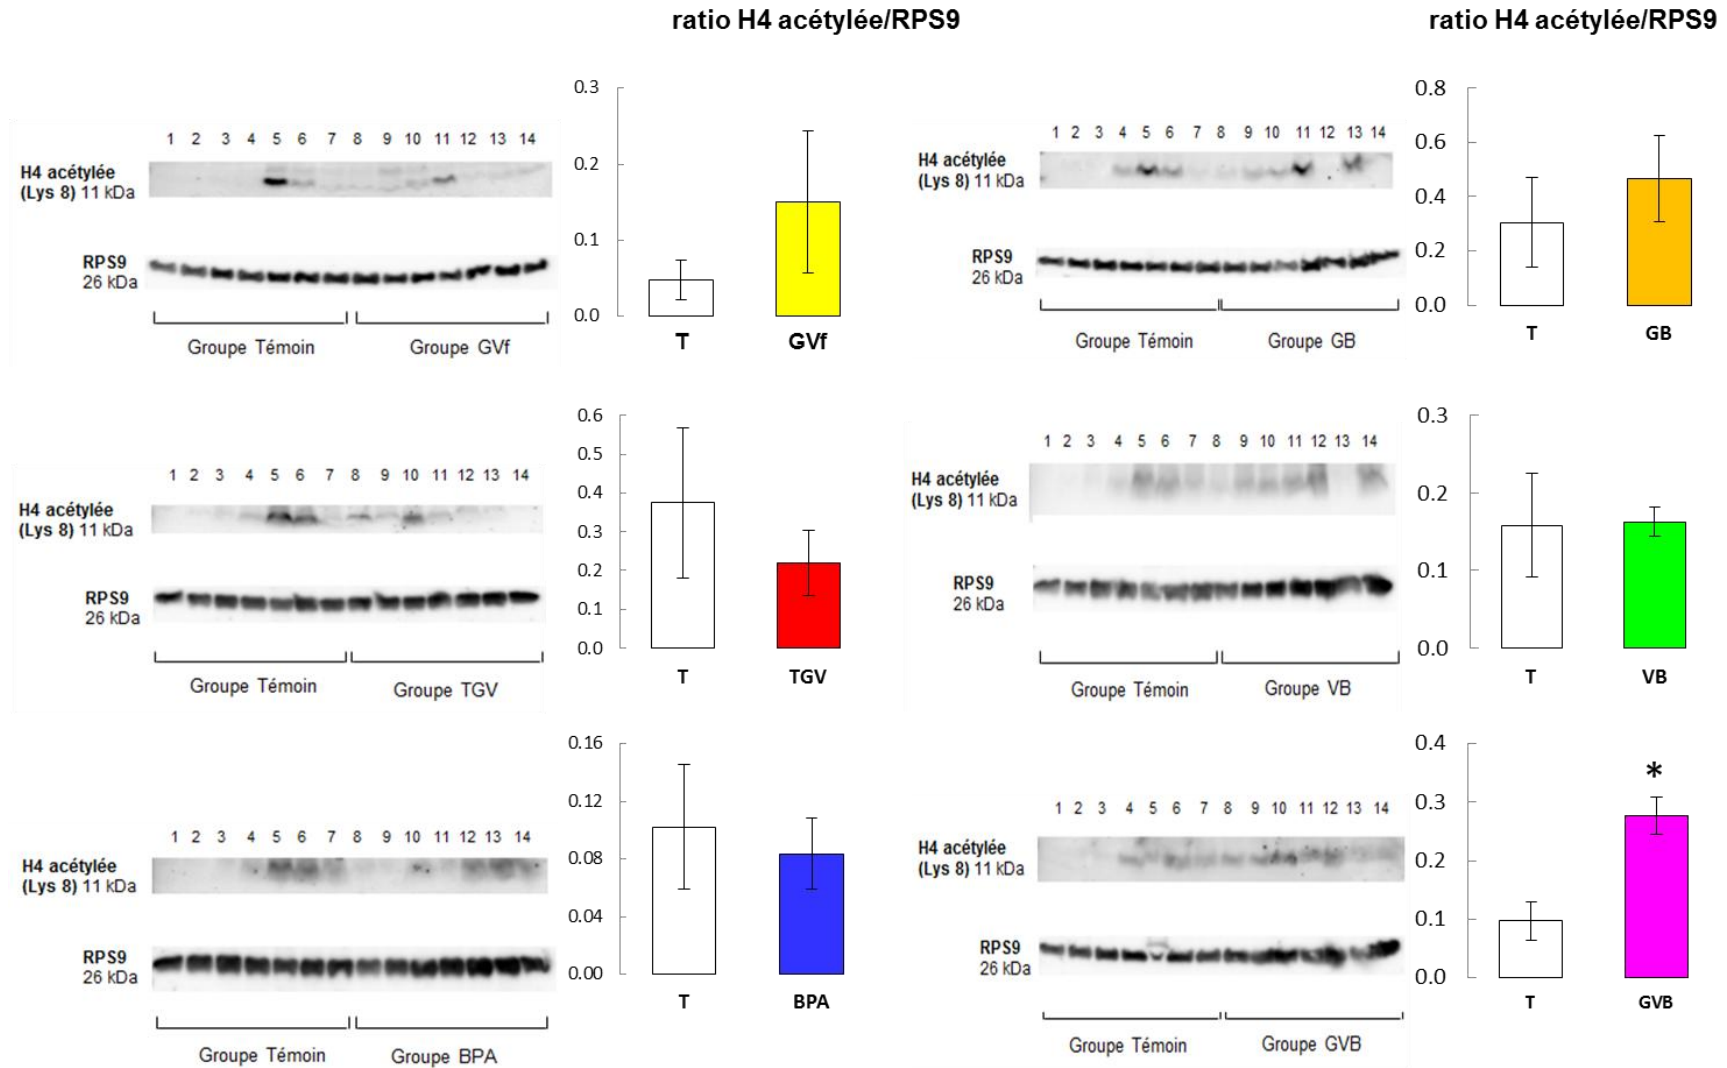 ratio H4 acétylée/RPS9
ratio H4 acétylée/RPS9
1 2 3 4 5 6 7 8 9 10 11 12 13 14
H4 acétylée
(Lys 8) 11 kDa
RPS9
26 kDa
Groupe Témoin Groupe GVf
0.3
0.2
0.1
0.0
T GVf
1 2 3 4 5 6 7 8 9 10 11 12 13 14
H4 acétylée
(Lys 8) 11 kDa
RPS9
26 kDa
Groupe Témoin Groupe GB
0.8
0.6
0.4
0.2
0.0
T GB
1 2 3 4 5 6 7 8 9 10 11 12 13 14
H4 acétylée
(Lys 8) 11 kDa
RPS9
26 kDa
Groupe Témoin Groupe TGV
0.6
0.5
0.4
0.3
0.2
0.1
0.0
T TGV
1 2 3 4 5 6 7 8 9 10 11 12 13 14
H4 acétylée
(Lys 8) 11 kDa
RPS9
26 kDa
Groupe Témoin Groupe VB
0.3
0.2
0.1
0.0
T VB
1 2 3 4 5 6 7 8 9 10 11 12 13 14
H4 acétylée
(Lys 8) 11 kDa
RPS9
26 kDa
Groupe Témoin Groupe BPA
0.16
0.12
0.08
0.04
0.00
T BPA
1 2 3 4 5 6 7 8 9 10 11 12 13 14
H4 acétylée
(Lys 8) 11 kDa
RPS9
26 kDa
Groupe Témoin Groupe GVB
0.4
0.3
0.2
0.1
0.0
*
T GVB